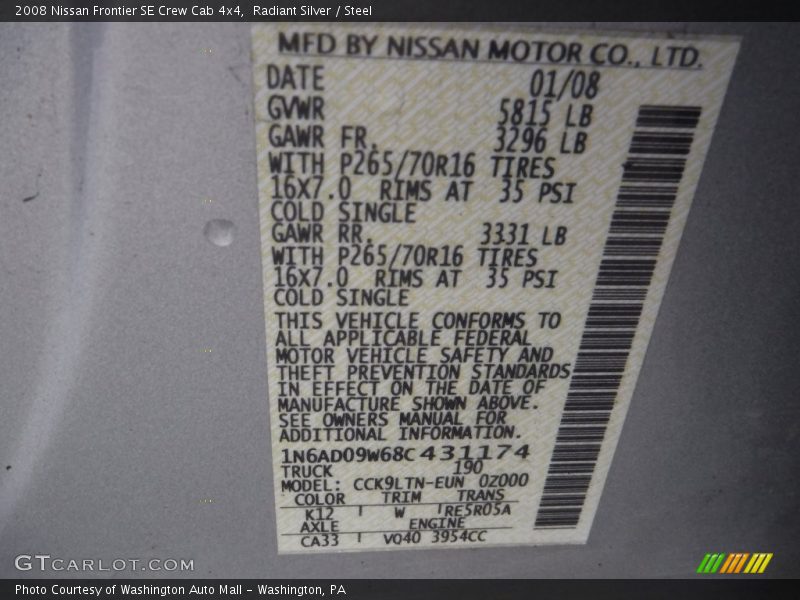 2008 Nissan Frontier SE Crew Cab 4x4,  Radiant Silver / Steel
MFD BY NISSAN MOTOR CO., LTD.
DATE 01/08
GVWR 5815 LB
GAWR FR. 3296 LB
WITH P265/70R16 TIRES
16X7.0 RIMS AT 35 PSI
COLD SINGLE
GAWR RR. 3331 LB
WITH P265/70R16 TIRES
16X7.0 RIMS AT 35 PSI
COLD SINGLE
THIS VEHICLE CONFORMS TO
ALL APPLICABLE FEDERAL
MOTOR VEHICLE SAFETY AND
THEFT PREVENTION STANDARDS
IN EFFECT ON THE DATE OF
MANUFACTURE SHOWN ABOVE.
SEE OWNERS MANUAL FOR
ADDITIONAL INFORMATION.
1N6AD09W68C431174
TRUCK 190
MODEL: CCK9LTN-EUN 0Z000
COLOR TRIM TRANS
K12 W RE5R05A
AXLE ENGINE
CA33 VQ40 3954CC
GTCARLOT.COM
Photo Courtesy of Washington Auto Mall - Washington, PA